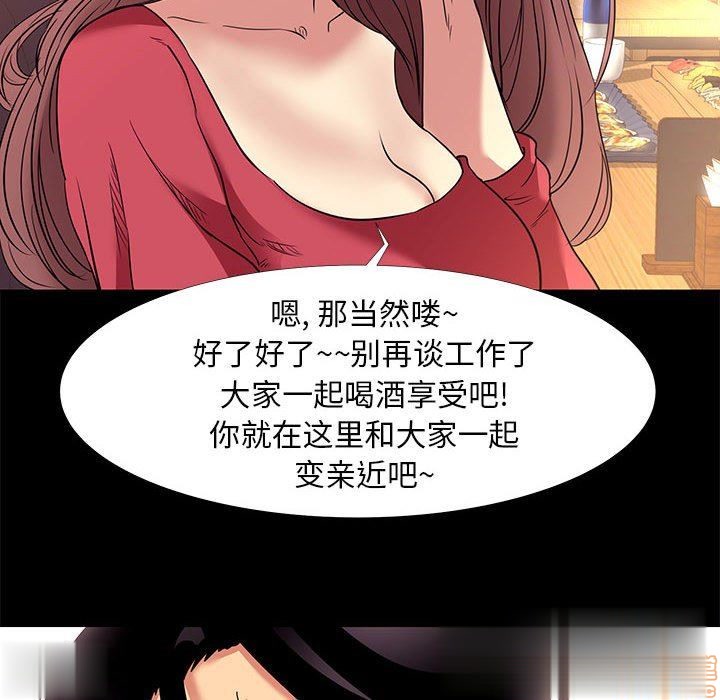 嗯, 那当然喽~
好了好了~~别再谈工作了
大家一起喝酒享受吧!
你就在这里和大家一起
变亲近吧~